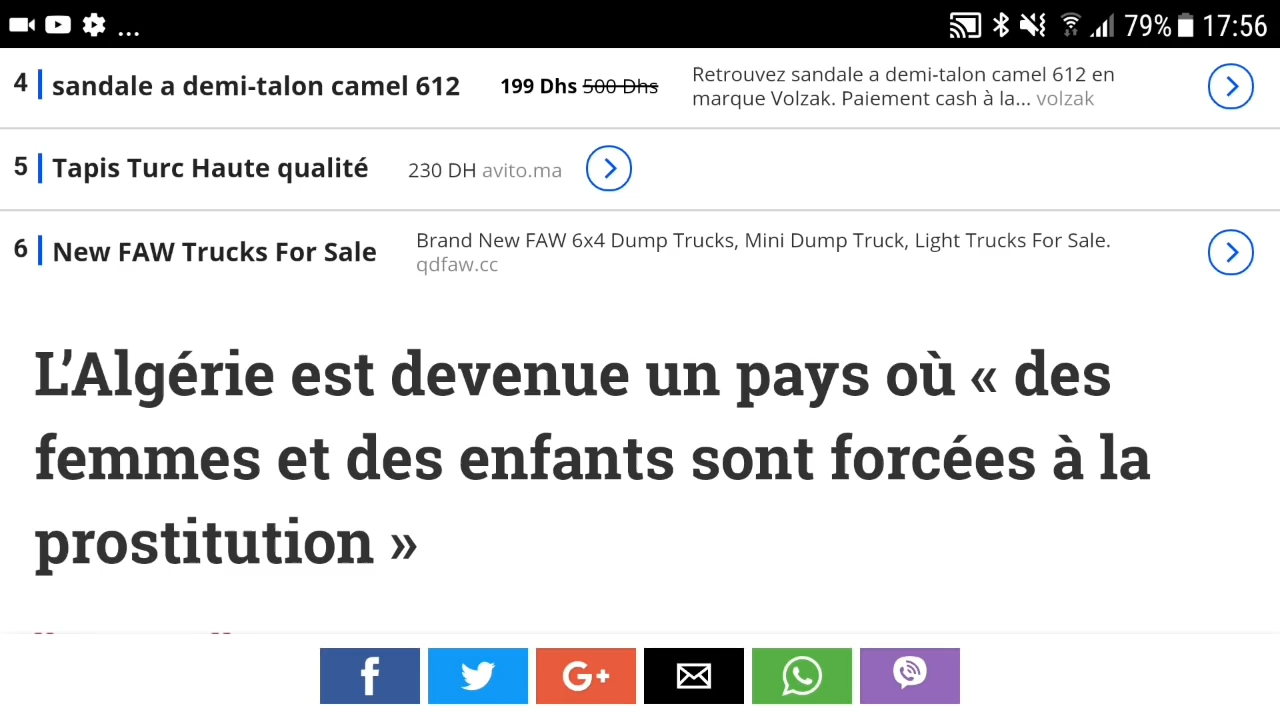 ... 79% 17:56
4 sandale a demi-talon camel 612 199 Dhs 500 Dhs Retrouvez sandale a demi-talon camel 612 en
marque Volzak. Paiement cash à la... volzak
5 Tapis Turc Haute qualité 230 DH avito.ma
6 New FAW Trucks For Sale Brand New FAW 6x4 Dump Trucks, Mini Dump Truck, Light Trucks For Sale.
qdfaw.cc
L’Algérie est devenue un pays où « des
femmes et des enfants sont forcées à la
prostitution »
f G+